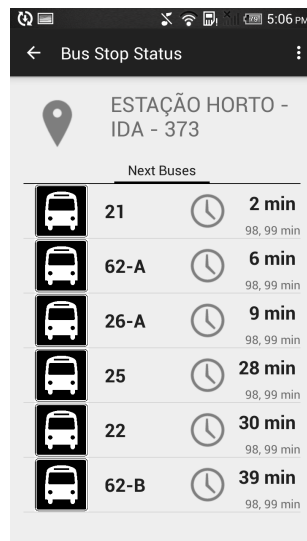 5:06 PM
Bus Stop Status
ESTAÇÃO HORTO -
IDA - 373
Next Buses
21
2 min
98, 99 min
62-A
6 min
98, 99 min
26-A
9 min
98, 99 min
25
28 min
98, 99 min
22
30 min
98, 99 min
62-B
39 min
98, 99 min